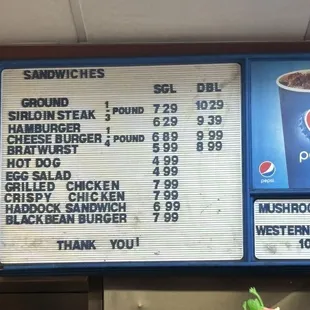 SANDWICHES
SGL DBL
GROUND 1 7 29 10 29
SIRLOIN STEAK 3 POUND 6 29 9 39
HAMBURGER 1
CHEESE BURGER 4 POUND 6 89 9 99
BRATWURST 5 99 8 99
HOT DOG 4 99
EGG SALAD 4 99
GRILLED CHICKEN 7 99
CRISPY CHICKEN 7 99
HADDOCK SANDWICH 6 99
BLACKBEAN BURGER 7 99
THANK YOU!
pepsi
MUSHROO
WESTERN
10